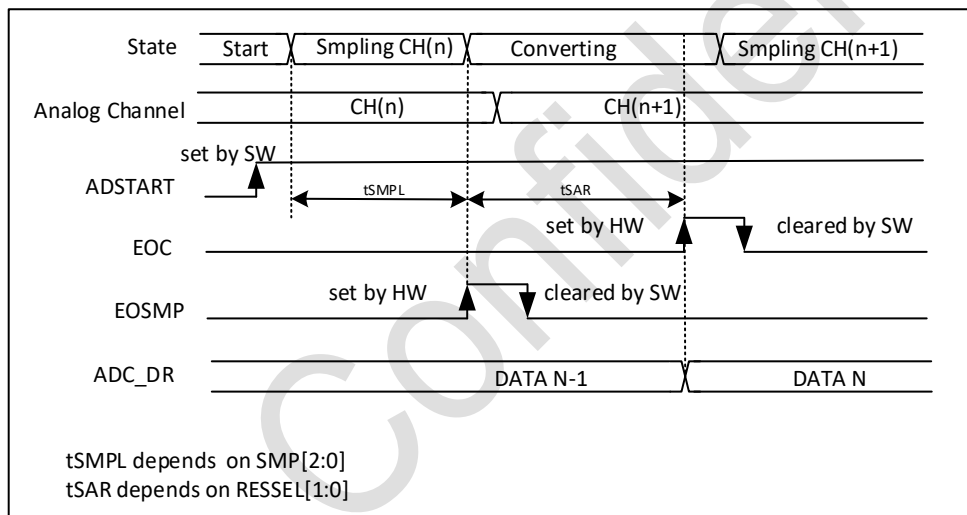 State Start Smpling CH(n) Converting Smpling CH(n+1)
Analog Channel CH(n) CH(n+1)
set by SW
ADSTART tSMPL tSAR
set by HW cleared by SW
EOC
set by HW cleared by SW
EOSMP
ADC_DR DATA N-1 DATA N
tSMPL depends on SMP[2:0]
tSAR depends on RESSEL[1:0]